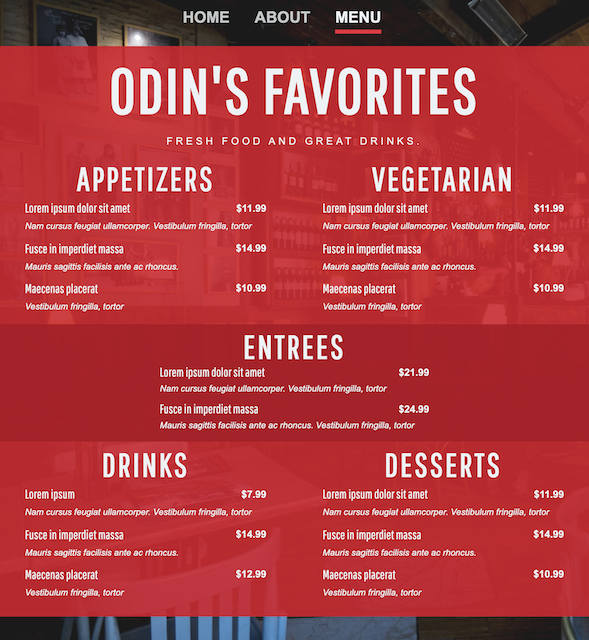 HOME ABOUT MENU
ODIN'S FAVORITES
FRESH FOOD AND GREAT DRINKS.
APPETIZERS
Lorem ipsum dolor sit amet $11.99
Nam cursus feugiat ullamcorper. Vestibulum fringilla, tortor
Fusce in imperdiet massa $14.99
Mauris sagittis facilisis ante ac rhoncus.
Maecenas placerat $10.99
Vestibulum fringilla, tortor
VEGETARIAN
Lorem ipsum dolor sit amet $11.99
Nam cursus feugiat ullamcorper. Vestibulum fringilla, tortor
Fusce in imperdiet massa $14.99
Mauris sagittis facilisis ante ac rhoncus.
Maecenas placerat $10.99
Vestibulum fringilla, tortor
ENTREES
Lorem ipsum dolor sit amet $21.99
Nam cursus feugiat ullamcorper. Vestibulum fringilla, tortor
Fusce in imperdiet massa $24.99
Mauris sagittis facilisis ante ac rhoncus. Vestibulum fringilla, tortor
DRINKS
Lorem ipsum $7.99
Nam cursus feugiat ullamcorper. Vestibulum fringilla, tortor
Fusce in imperdiet massa $14.99
Mauris sagittis facilisis ante ac rhoncus.
Maecenas placerat $12.99
Vestibulum fringilla, tortor
DESSERTS
Lorem ipsum dolor sit amet $11.99
Nam cursus feugiat ullamcorper. Vestibulum fringilla, tortor
Fusce in imperdiet massa $14.99
Mauris sagittis facilisis ante ac rhoncus.
Maecenas placerat $10.99
Vestibulum fringilla, tortor